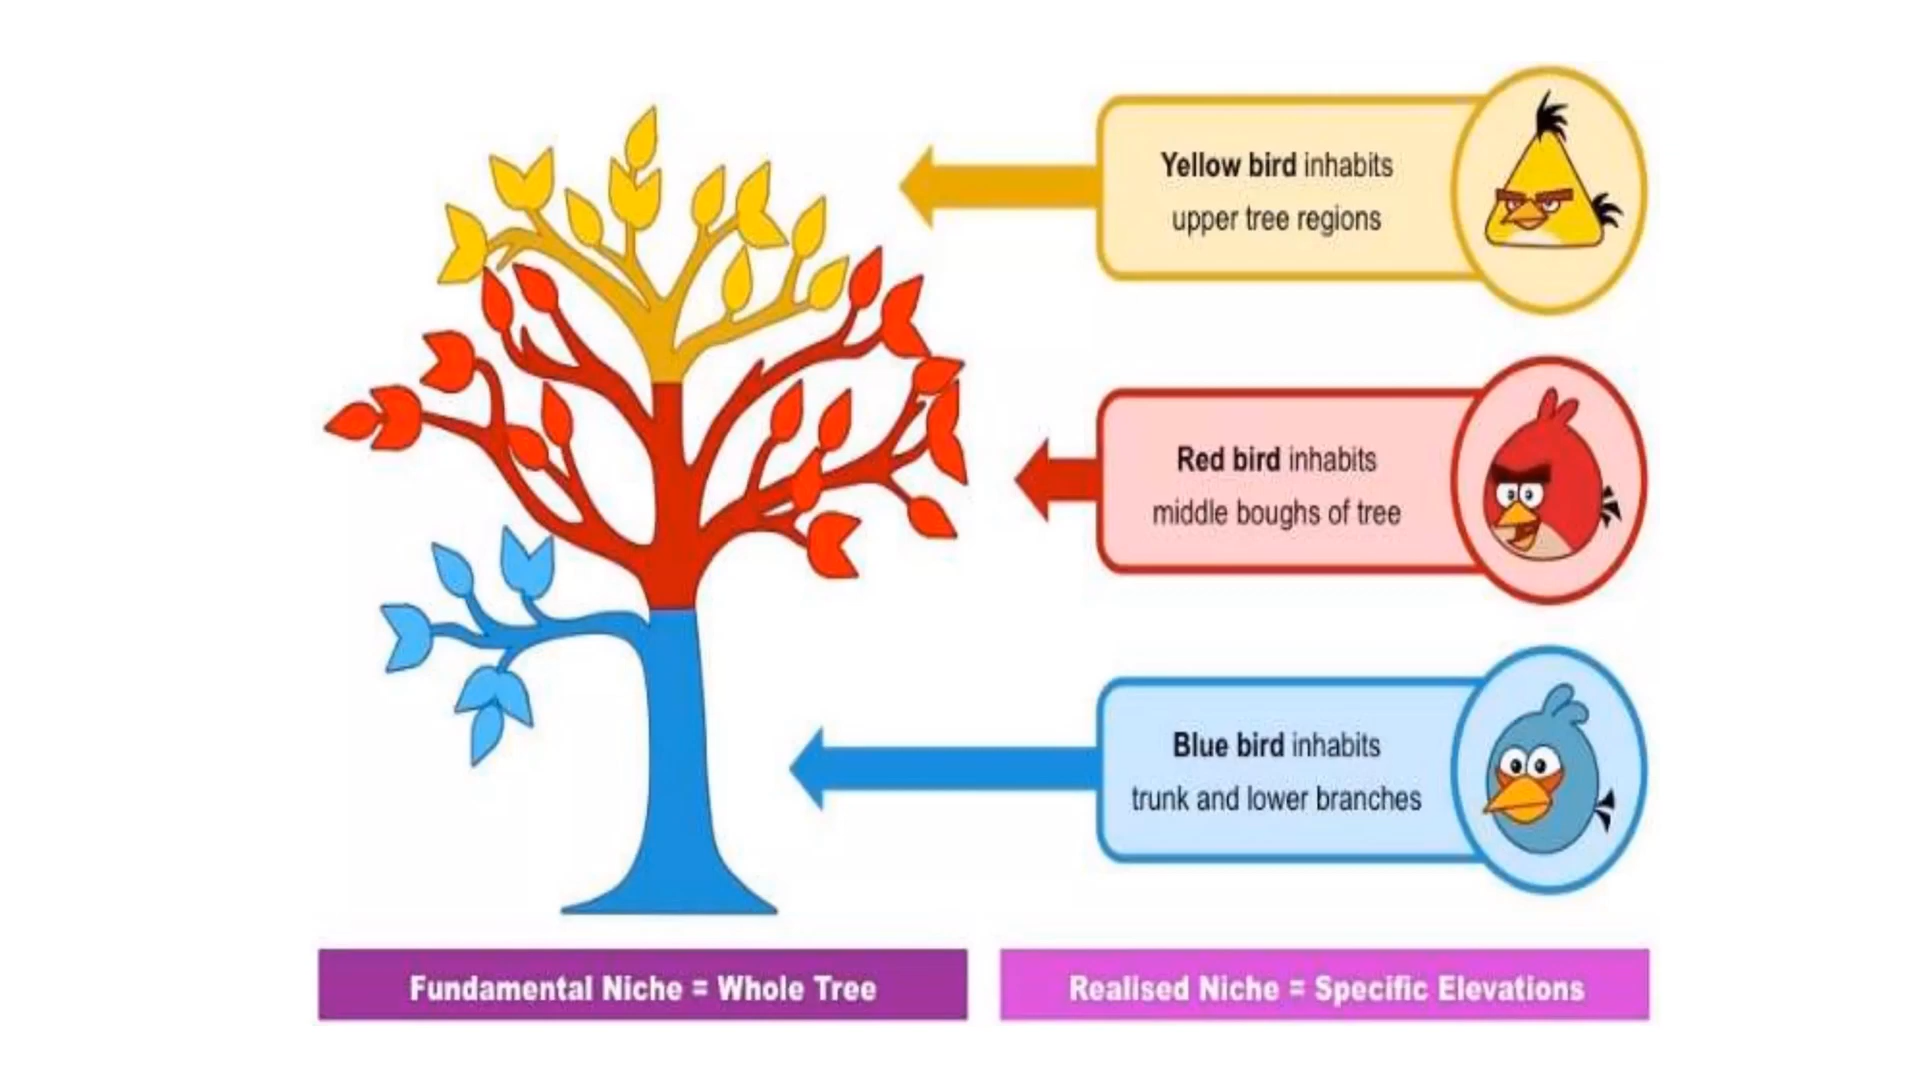 Yellow bird inhabits
upper tree regions
Red bird inhabits
middle boughs of tree
Blue bird inhabits
trunk and lower branches
Fundamental Niche = Whole Tree
Realised Niche = Specific Elevations